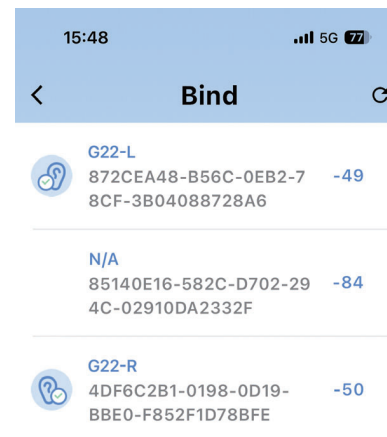 15:48
5G 77
Bind
G22-L
872CEA48-B56C-0EB2-7
8CF-3B04088728A6
-49
N/A
85140E16-582C-D702-29
4C-02910DA2332F
-84
G22-R
4DF6C2B1-0198-0D19-
BBE0-F852F1D78BFE
-50